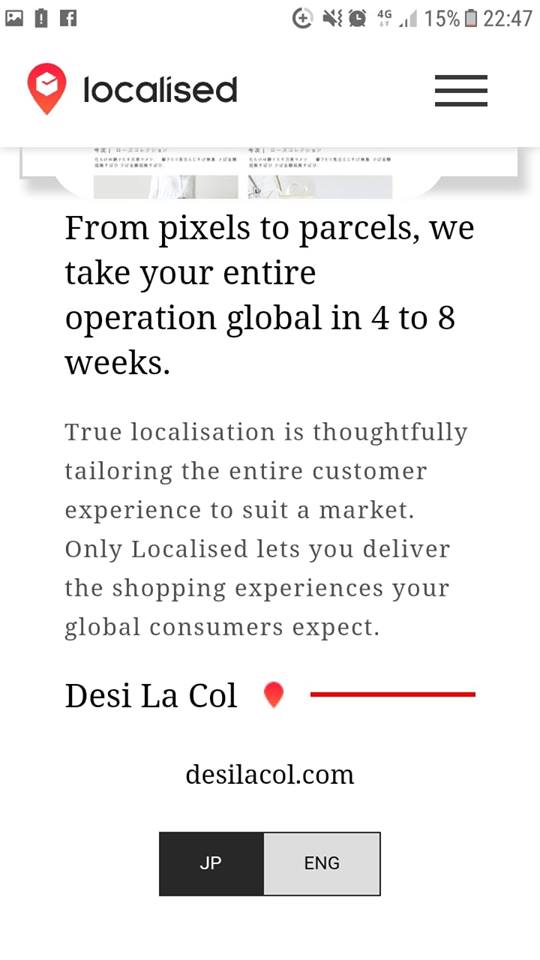 4G
15%
22:47
localised
From pixels to parcels, we
take your entire
operation global in 4 to 8
weeks.
True localisation is thoughtfully
tailoring the entire customer
experience to suit a market.
Only Localised lets you deliver
the shopping experiences your
global consumers expect.
Desi La Col
desilacol.com
JP
ENG